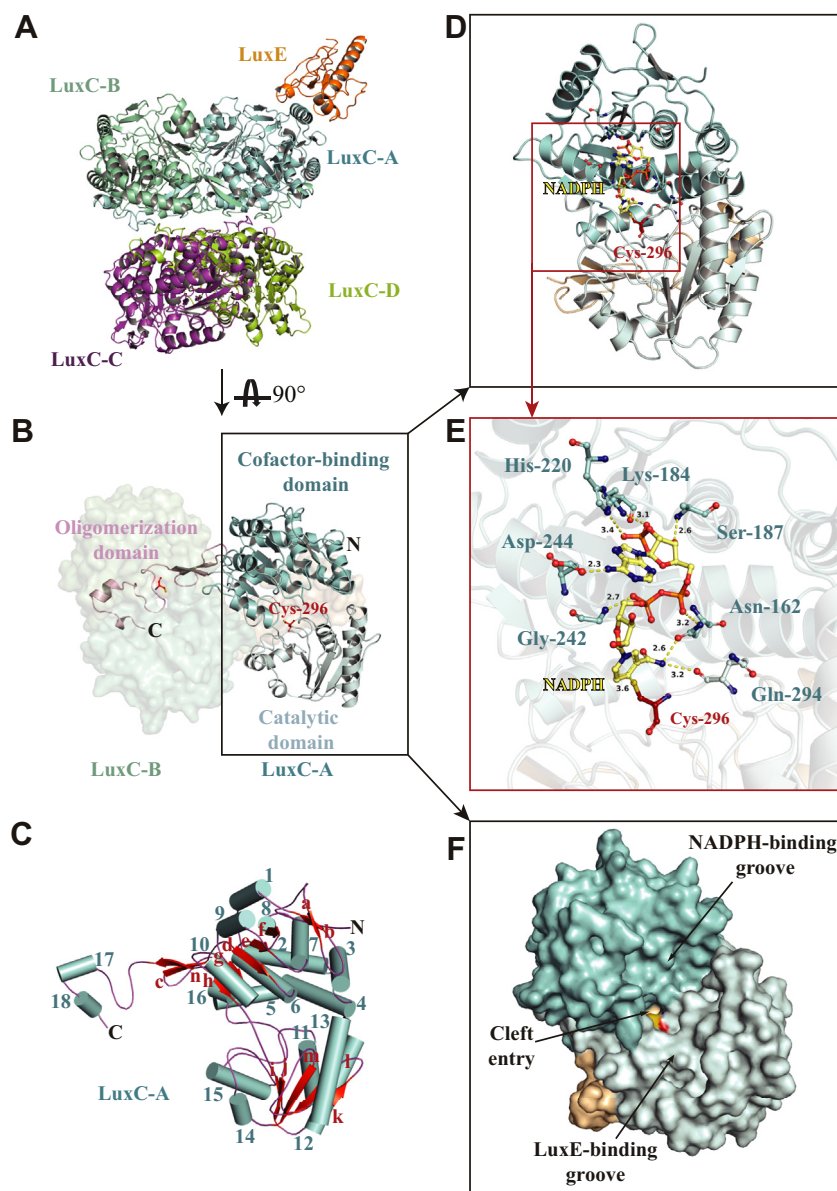 A
LuxE
LuxC-B
LuxC-A
LuxC-D
LuxC-C
90°
B
Cofactor-binding
domain
Oligomerization
domain
N
Cys-296
C
Catalytic
domain
LuxC-B
LuxC-A
C
1
a
N
9
8
f
b
10
d
e
2
7
3
17
g
c
n
h
18
16
5
6
4
C
13
11
m
l
LuxC-A
i
j
15
k
14
12
D
NADPH
Cys-296
E
His-220
Lys-184
3.1
2.6
3.4
Ser-187
Asp-244
2.3
2.7
Asn-162
3.2
Gly-242
2.6
3.2
NADPH
3.6
Gln-294
Cys-296
F
NADPH-binding
groove
Cleft
entry
LuxE-binding
groove